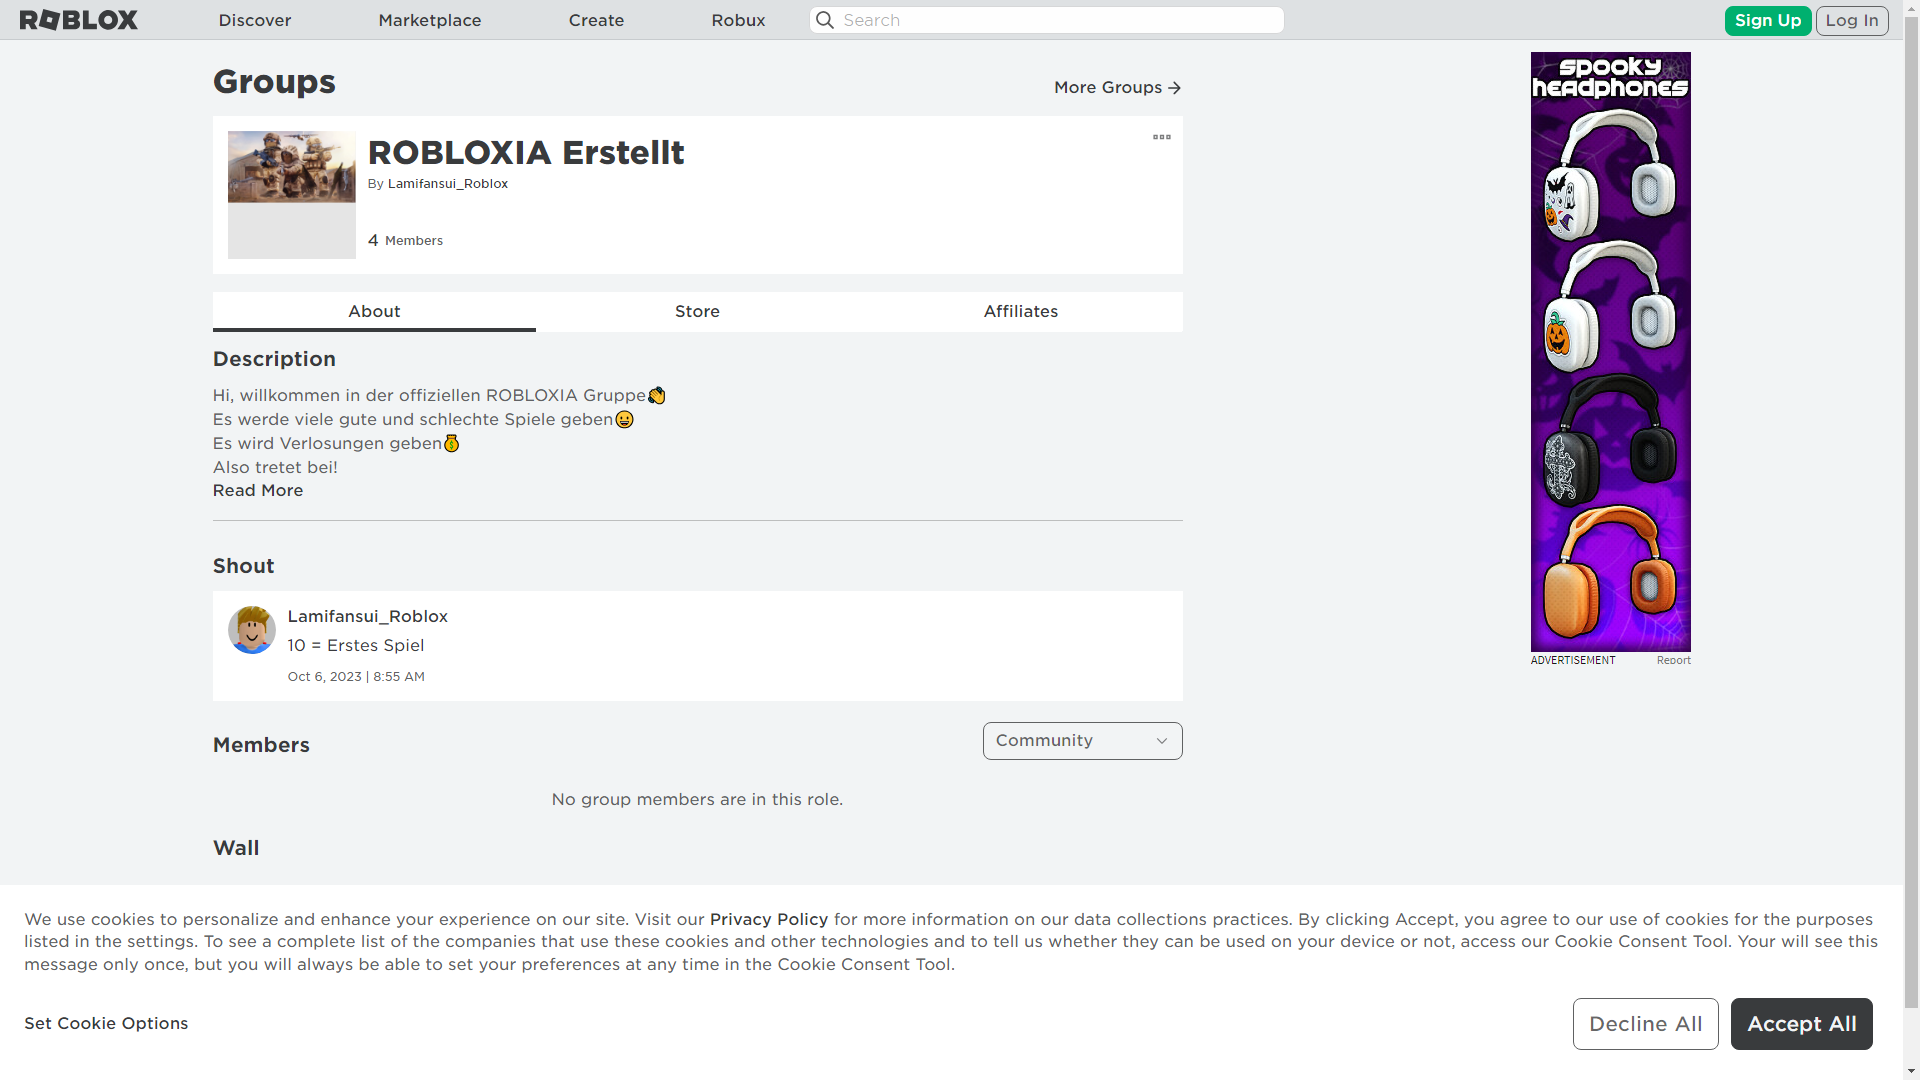 ROBLOX
Discover
Marketplace
Create
Robux
Search
Sign Up
Log In
Groups
More Groups
ROBLOXIA Erstellt
By Lamifansui_Roblox
4 Members
About
Store
Affiliates
Description
Hi, willkommen in der offiziellen ROBLOXIA Gruppe👏
Es werde viele gute und schlechte Spiele geben😀
Es wird Verlosungen geben💰
Also tretet bei!
Read More
Shout
Lamifansui_Roblox
10 = Erstes Spiel
Oct 6, 2023 | 8:55 AM
Members
Community
No group members are in this role.
Wall
spooky
headphones
ADVERTISEMENT
Report
We use cookies to personalize and enhance your experience on our site. Visit our Privacy Policy for more information on our data collections practices. By clicking Accept, you agree to our use of cookies for the purposes
listed in the settings. To see a complete list of the companies that use these cookies and other technologies and to tell us whether they can be used on your device or not, access our Cookie Consent Tool. Your will see this
message only once, but you will always be able to set your preferences at any time in the Cookie Consent Tool.
Set Cookie Options
Decline All
Accept All